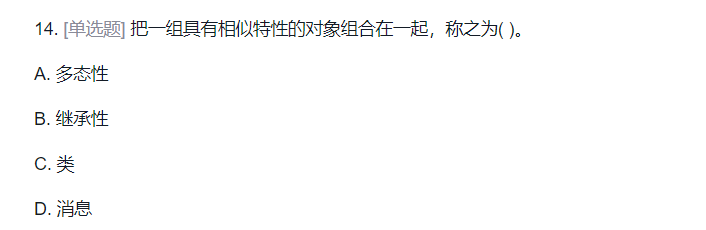 14. [单选题] 把一组具有相似特性的对象组合在一起，称之为( )。
A. 多态性
B. 继承性
C. 类
D. 消息